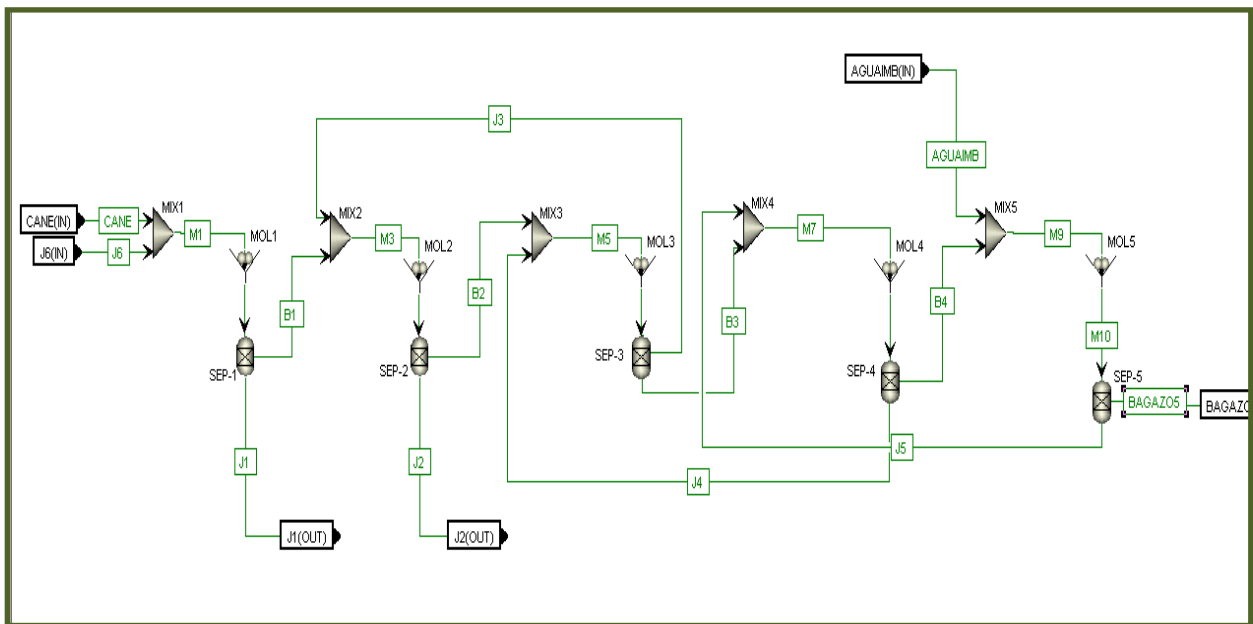 AGUAIMB(IN)
J3
AGUAIMB
CANE(IN)
CANE
MIX1
MIX2
MIX3
MIX4
MIX5
J6(IN)
J6
M1
M3
M5
M7
M9
MOL1
MOL2
MOL3
MOL4
MOL5
B1
B2
B3
B4
M10
SEP-1
SEP-2
SEP-3
SEP-4
SEP-5
BAGAZO5
BAGAZO
J1
J2
J4
J5
J1(OUT)
J2(OUT)